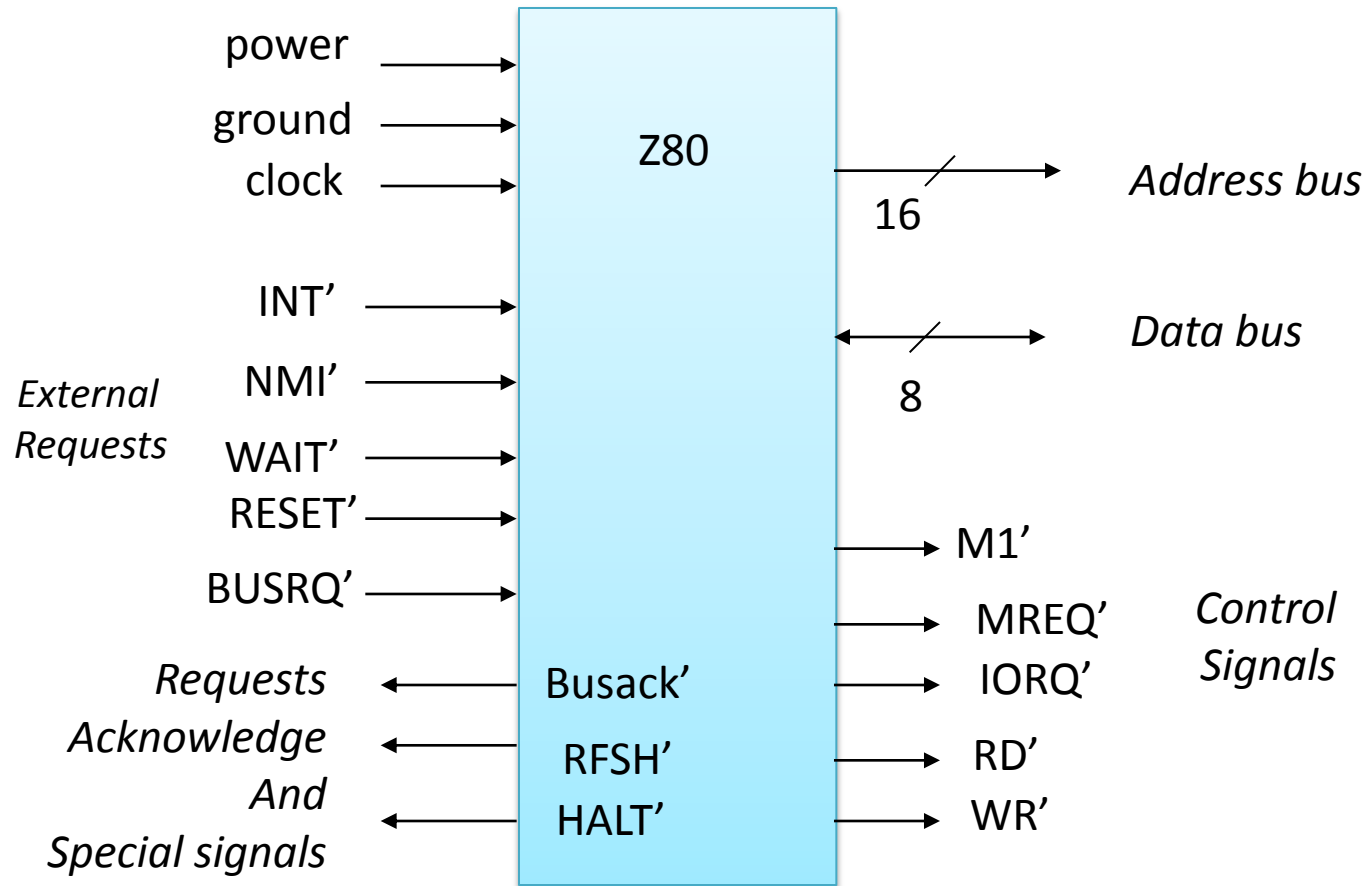 power
ground
clock
Z80
16
Address bus
INT’
8
Data bus
External
Requests
NMI’
WAIT’
RESET’
BUSRQ’
M1’
MREQ’
IORQ’
RD’
WR’
Control
Signals
Requests
Acknowledge
And
Special signals
Busack’
RFSH’
HALT’